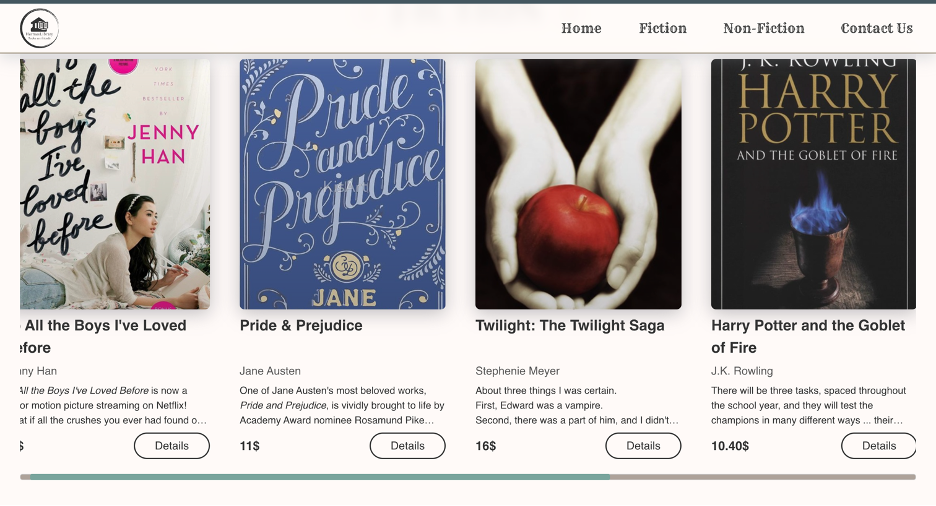 Home
Fiction
Non-Fiction
Contact Us
To
all the
boys
I've
loved
before
YORK
TIMES
BESTSELLER
BY
JENNY
HAN
Pride
and
Prejudice
JANE
J. K. ROWLING
HARRY
POTTER
AND THE GOBLET OF FIRE
All the Boys I've Loved
efore
Pride & Prejudice
Twilight: The Twilight Saga
Harry Potter and the Goblet
of Fire
nny Han
Jane Austen
Stephenie Meyer
J.K. Rowling
All the Boys I've Loved Before is now a
or motion picture streaming on Netflix!
at if all the crushes you ever had found o...
One of Jane Austen's most beloved works,
Pride and Prejudice, is vividly brought to life by
Academy Award nominee Rosamund Pike...
About three things I was certain.
First, Edward was a vampire.
Second, there was a part of him, and I didn't...
There will be three tasks, spaced throughout
the school year, and they will test the
champions in many different ways ... their...
$
Details
11$
Details
16$
Details
10.40$
Details